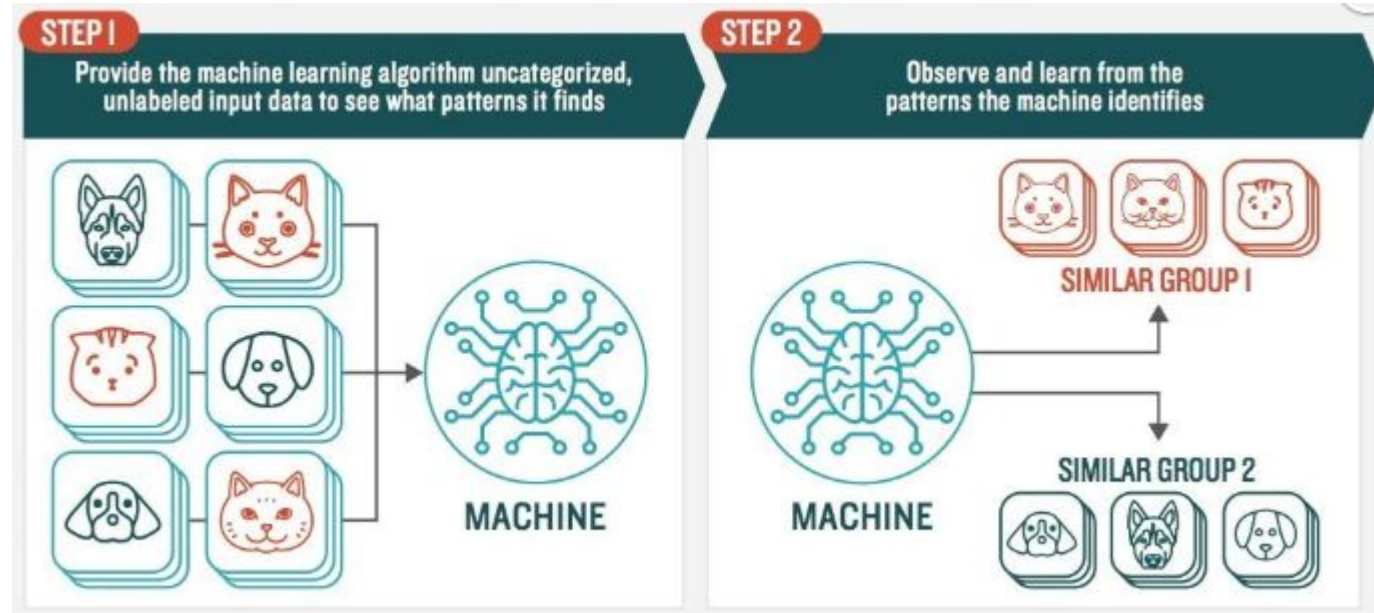 STEP 1
Provide the machine learning algorithm uncategorized,
unlabeled input data to see what patterns it finds
MACHINE
STEP 2
Observe and learn from the
patterns the machine identifies
SIMILAR GROUP 1
MACHINE
SIMILAR GROUP 2